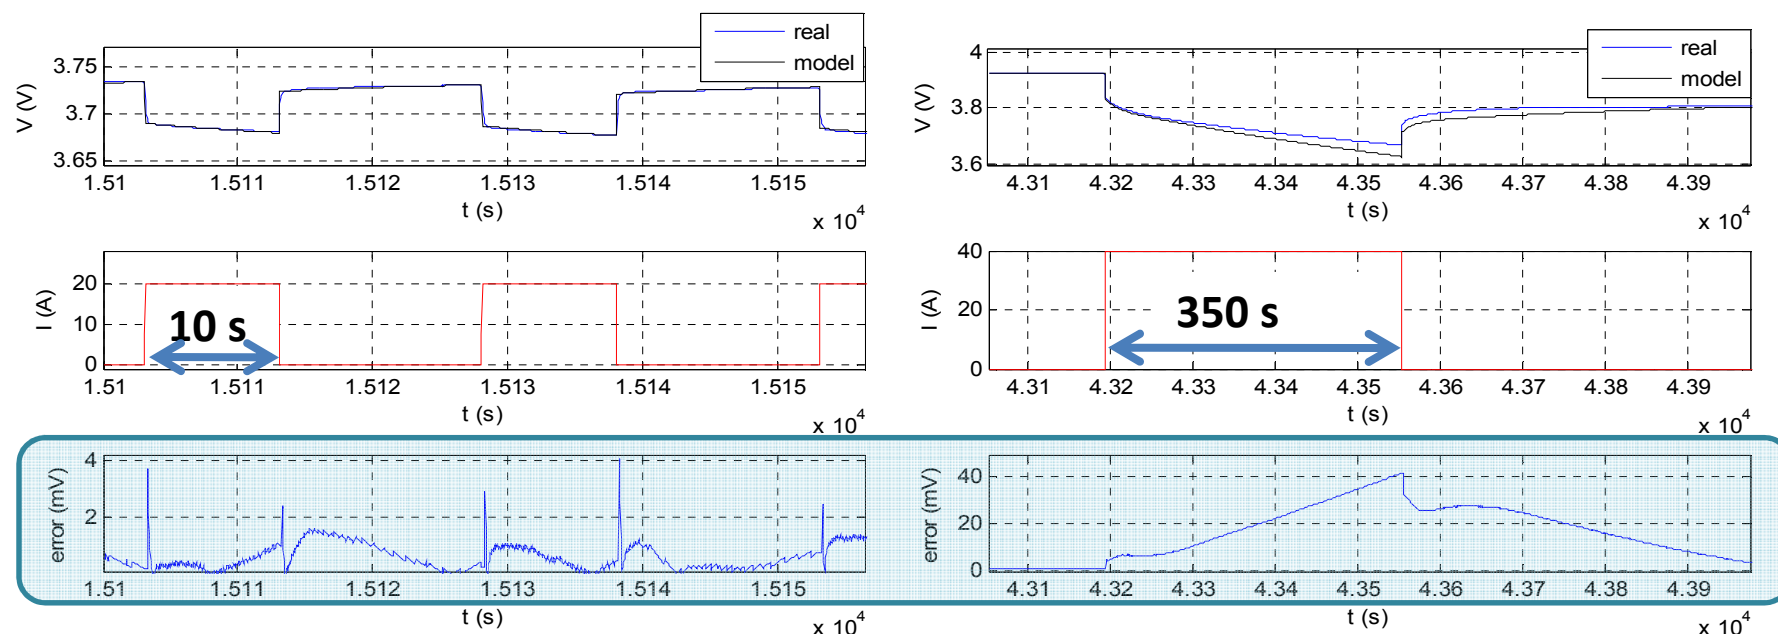 real
model
3.75
3.7
3.65
V (V)
1.51 1.511 1.512 1.513 1.514 1.515
t (s)
x 10^4
real
model
4
3.8
3.6
V (V)
4.31 4.32 4.33 4.34 4.35 4.36 4.37 4.38 4.39
t (s)
x 10^4
20
10
0
I (A)
10 s
1.51 1.511 1.512 1.513 1.514 1.515
t (s)
x 10^4
40
20
0
I (A)
350 s
4.31 4.32 4.33 4.34 4.35 4.36 4.37 4.38 4.39
t (s)
x 10^4
4
2
error (mV)
1.51 1.511 1.512 1.513 1.514 1.515
t (s)
x 10^4
40
20
0
error (mV)
4.31 4.32 4.33 4.34 4.35 4.36 4.37 4.38 4.39
t (s)
x 10^4